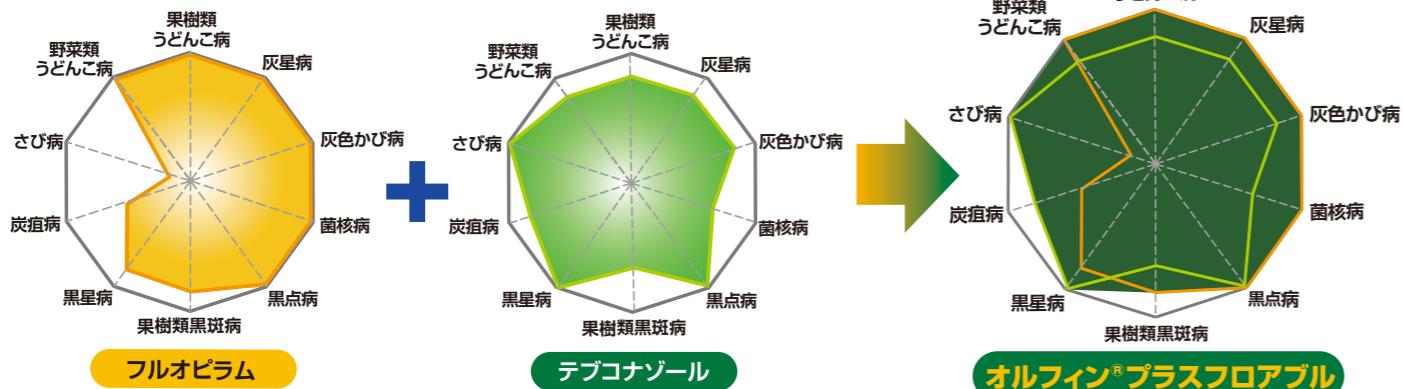 果樹類
うどんこ病
灰星病
灰色かび病
菌核病
黒点病
果樹類黒斑病
黒星病
炭疽病
さび病
野菜類
うどんこ病
フルオピラム
果樹類
うどんこ病
灰星病
灰色かび病
菌核病
黒点病
果樹類黒斑病
黒星病
炭疽病
さび病
野菜類
うどんこ病
テブコナゾール
灰星病
灰色かび病
菌核病
黒点病
果樹類黒斑病
黒星病
炭疽病
さび病
野菜類
うどんこ病
オルフィン®プラスフロアブル